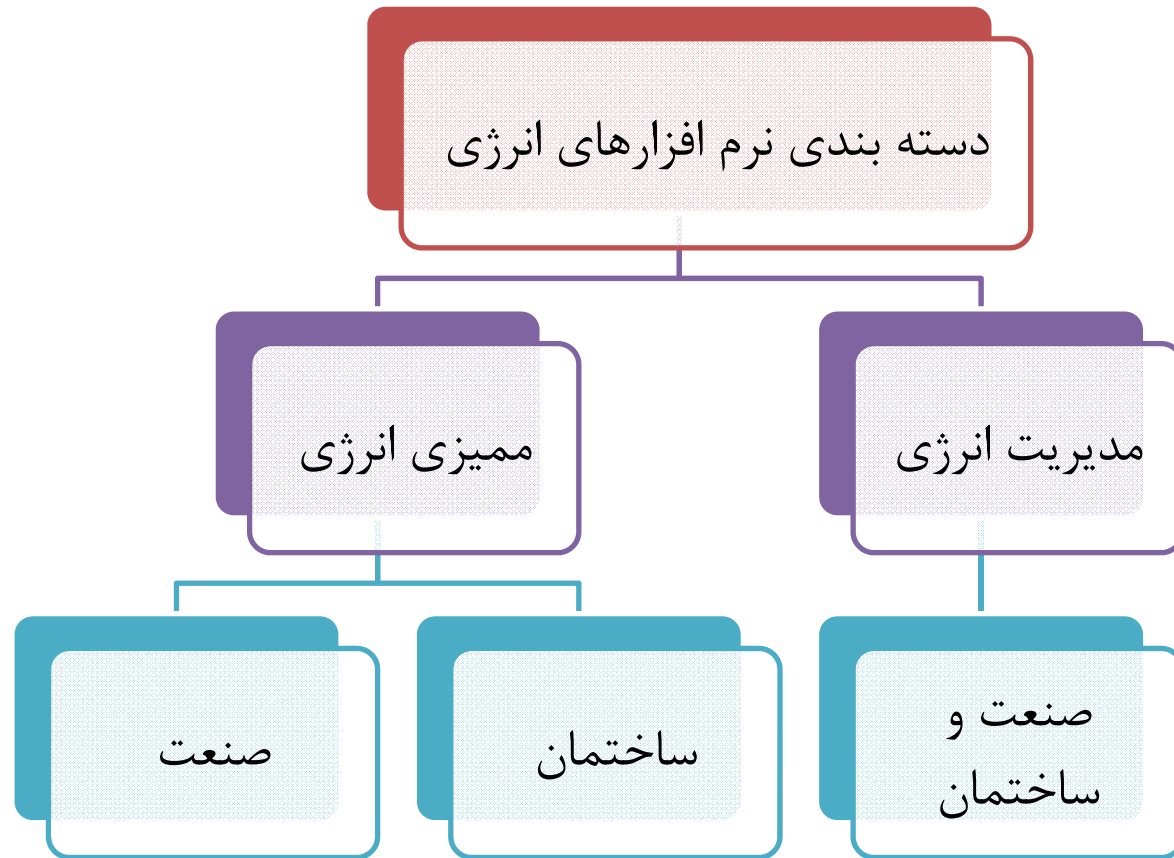 دسته بندی نرم افزارهای انرژی
مدیریت انرژی
ممیزی انرژی
صنعت و
ساختمان
ساختمان
صنعت